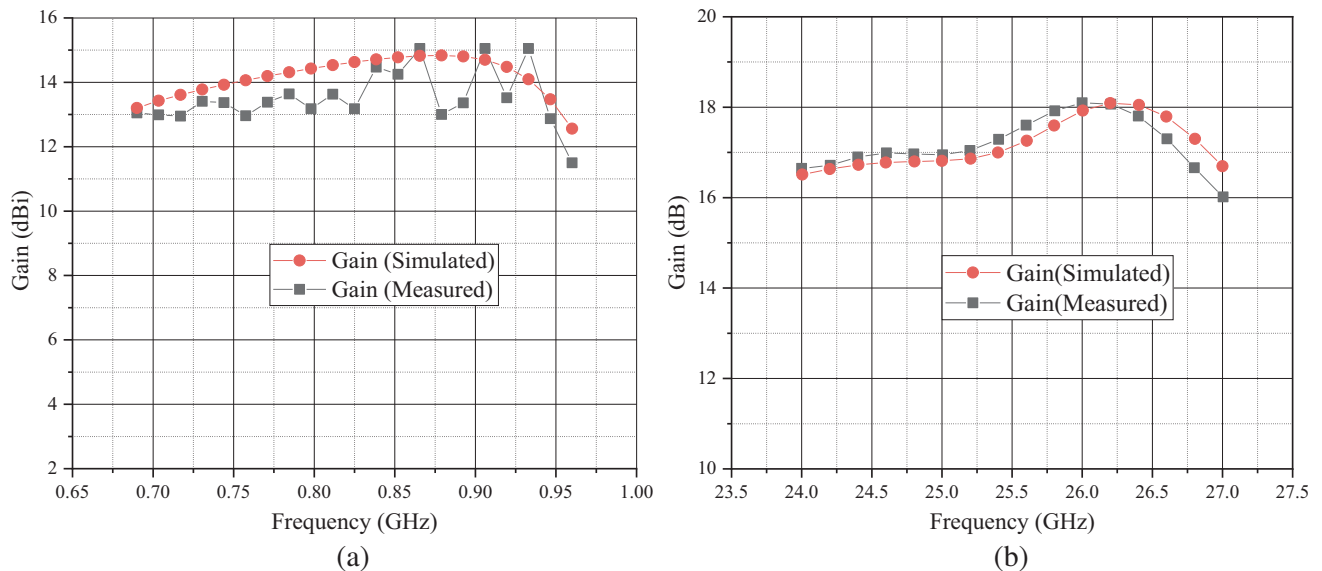 16
14
12
10
8
6
4
2
Gain (dBi)
Gain (Simulated)
Gain (Measured)
0.65 0.70 0.75 0.80 0.85 0.90 0.95 1.00
Frequency (GHz)
(a)
20
18
16
14
12
10
Gain (dB)
Gain(Simulated)
Gain(Measured)
23.5 24.0 24.5 25.0 25.5 26.0 26.5 27.0 27.5
Frequency (GHz)
(b)